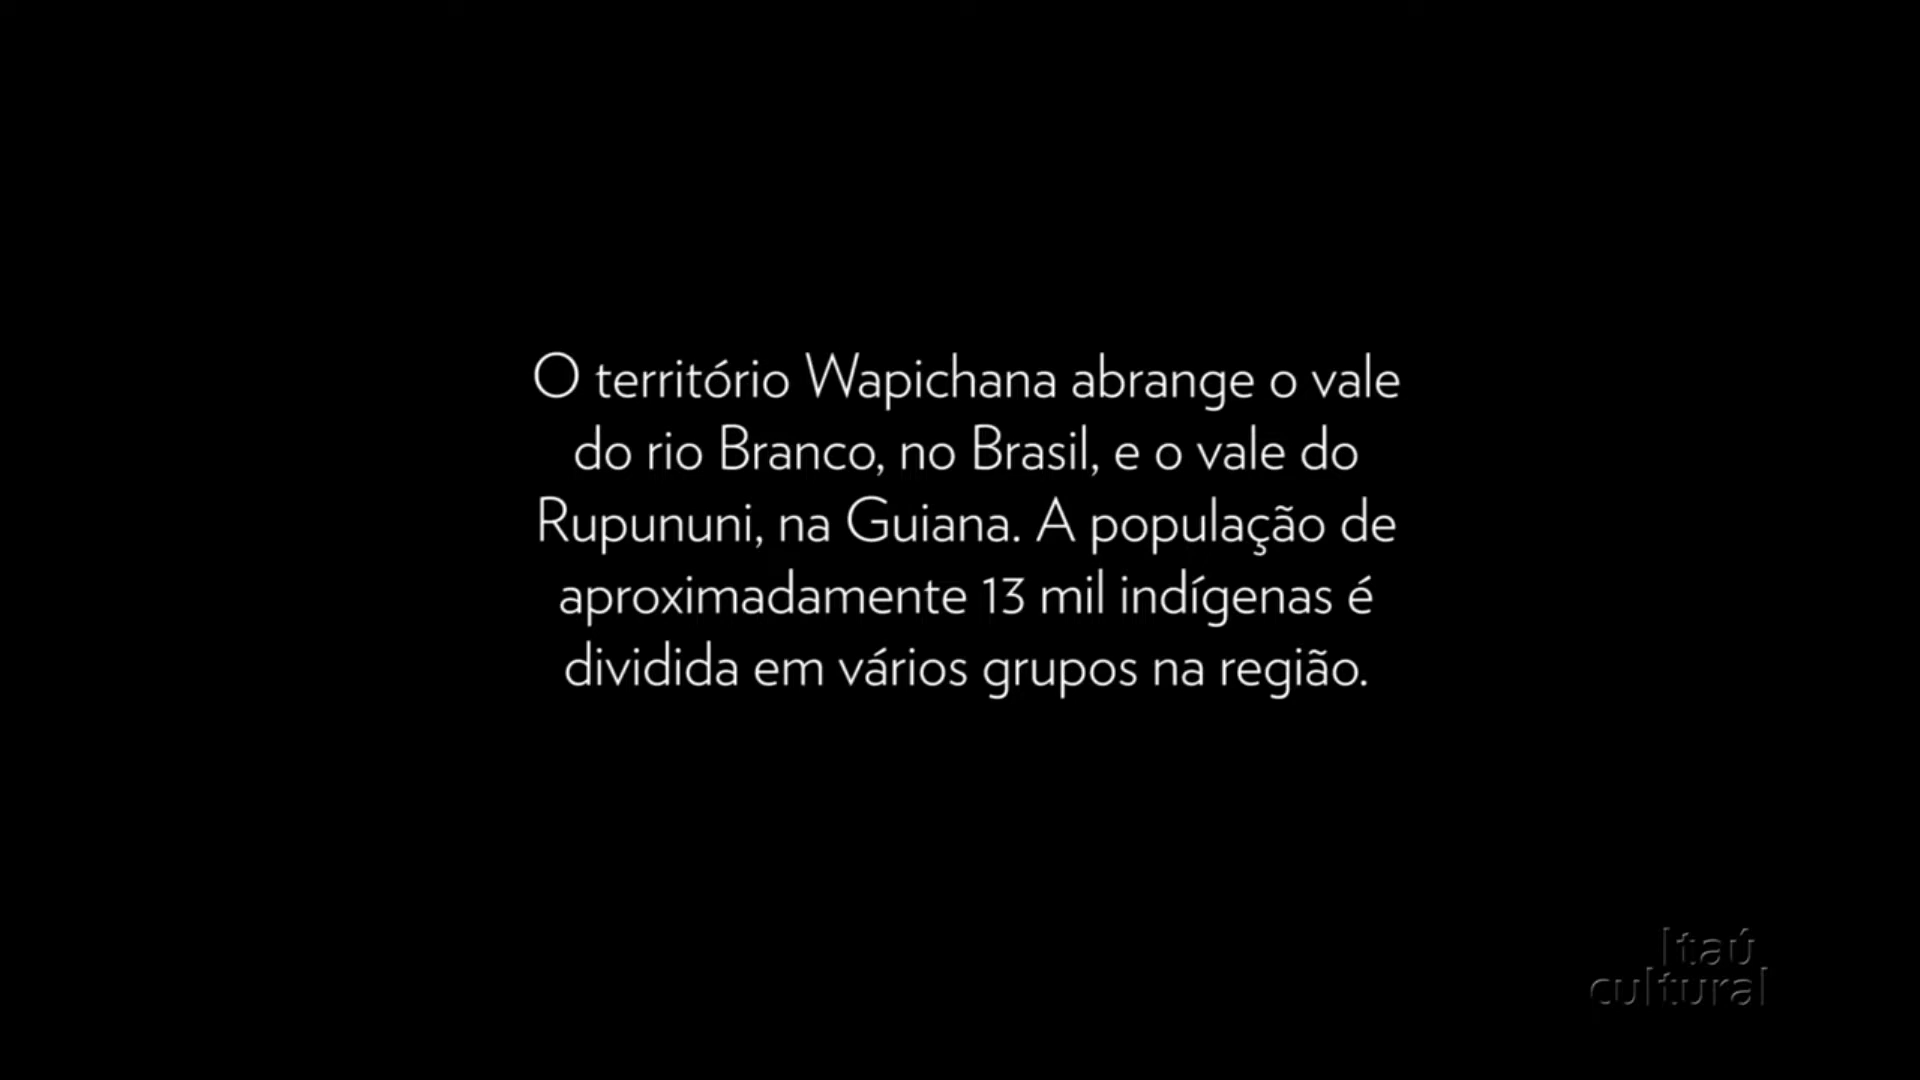 O território Wapichana abrange o vale
do rio Branco, no Brasil, e o vale do
Rupununi, na Guiana. A população de
aproximadamente 13 mil indígenas é
dividida em vários grupos na região.
Itaú
cultural